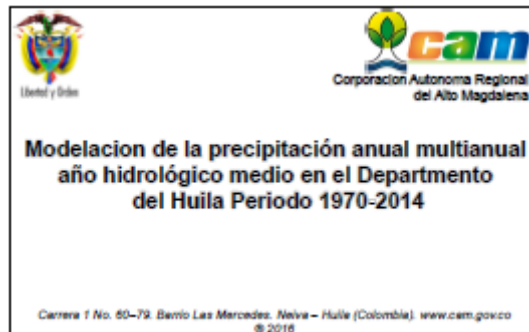 Libertad y Orden
cam
Corporacion Autonoma Regional
del Alto Magdalena
Modelacion de la precipitación anual multianual
año hidrológico medio en el Departmento
del Huila Periodo 1970-2014
Carrera 1 No. 60–79. Barrio Las Mercedes. Neiva – Huila (Colombia). www.cam.gov.co
® 2016